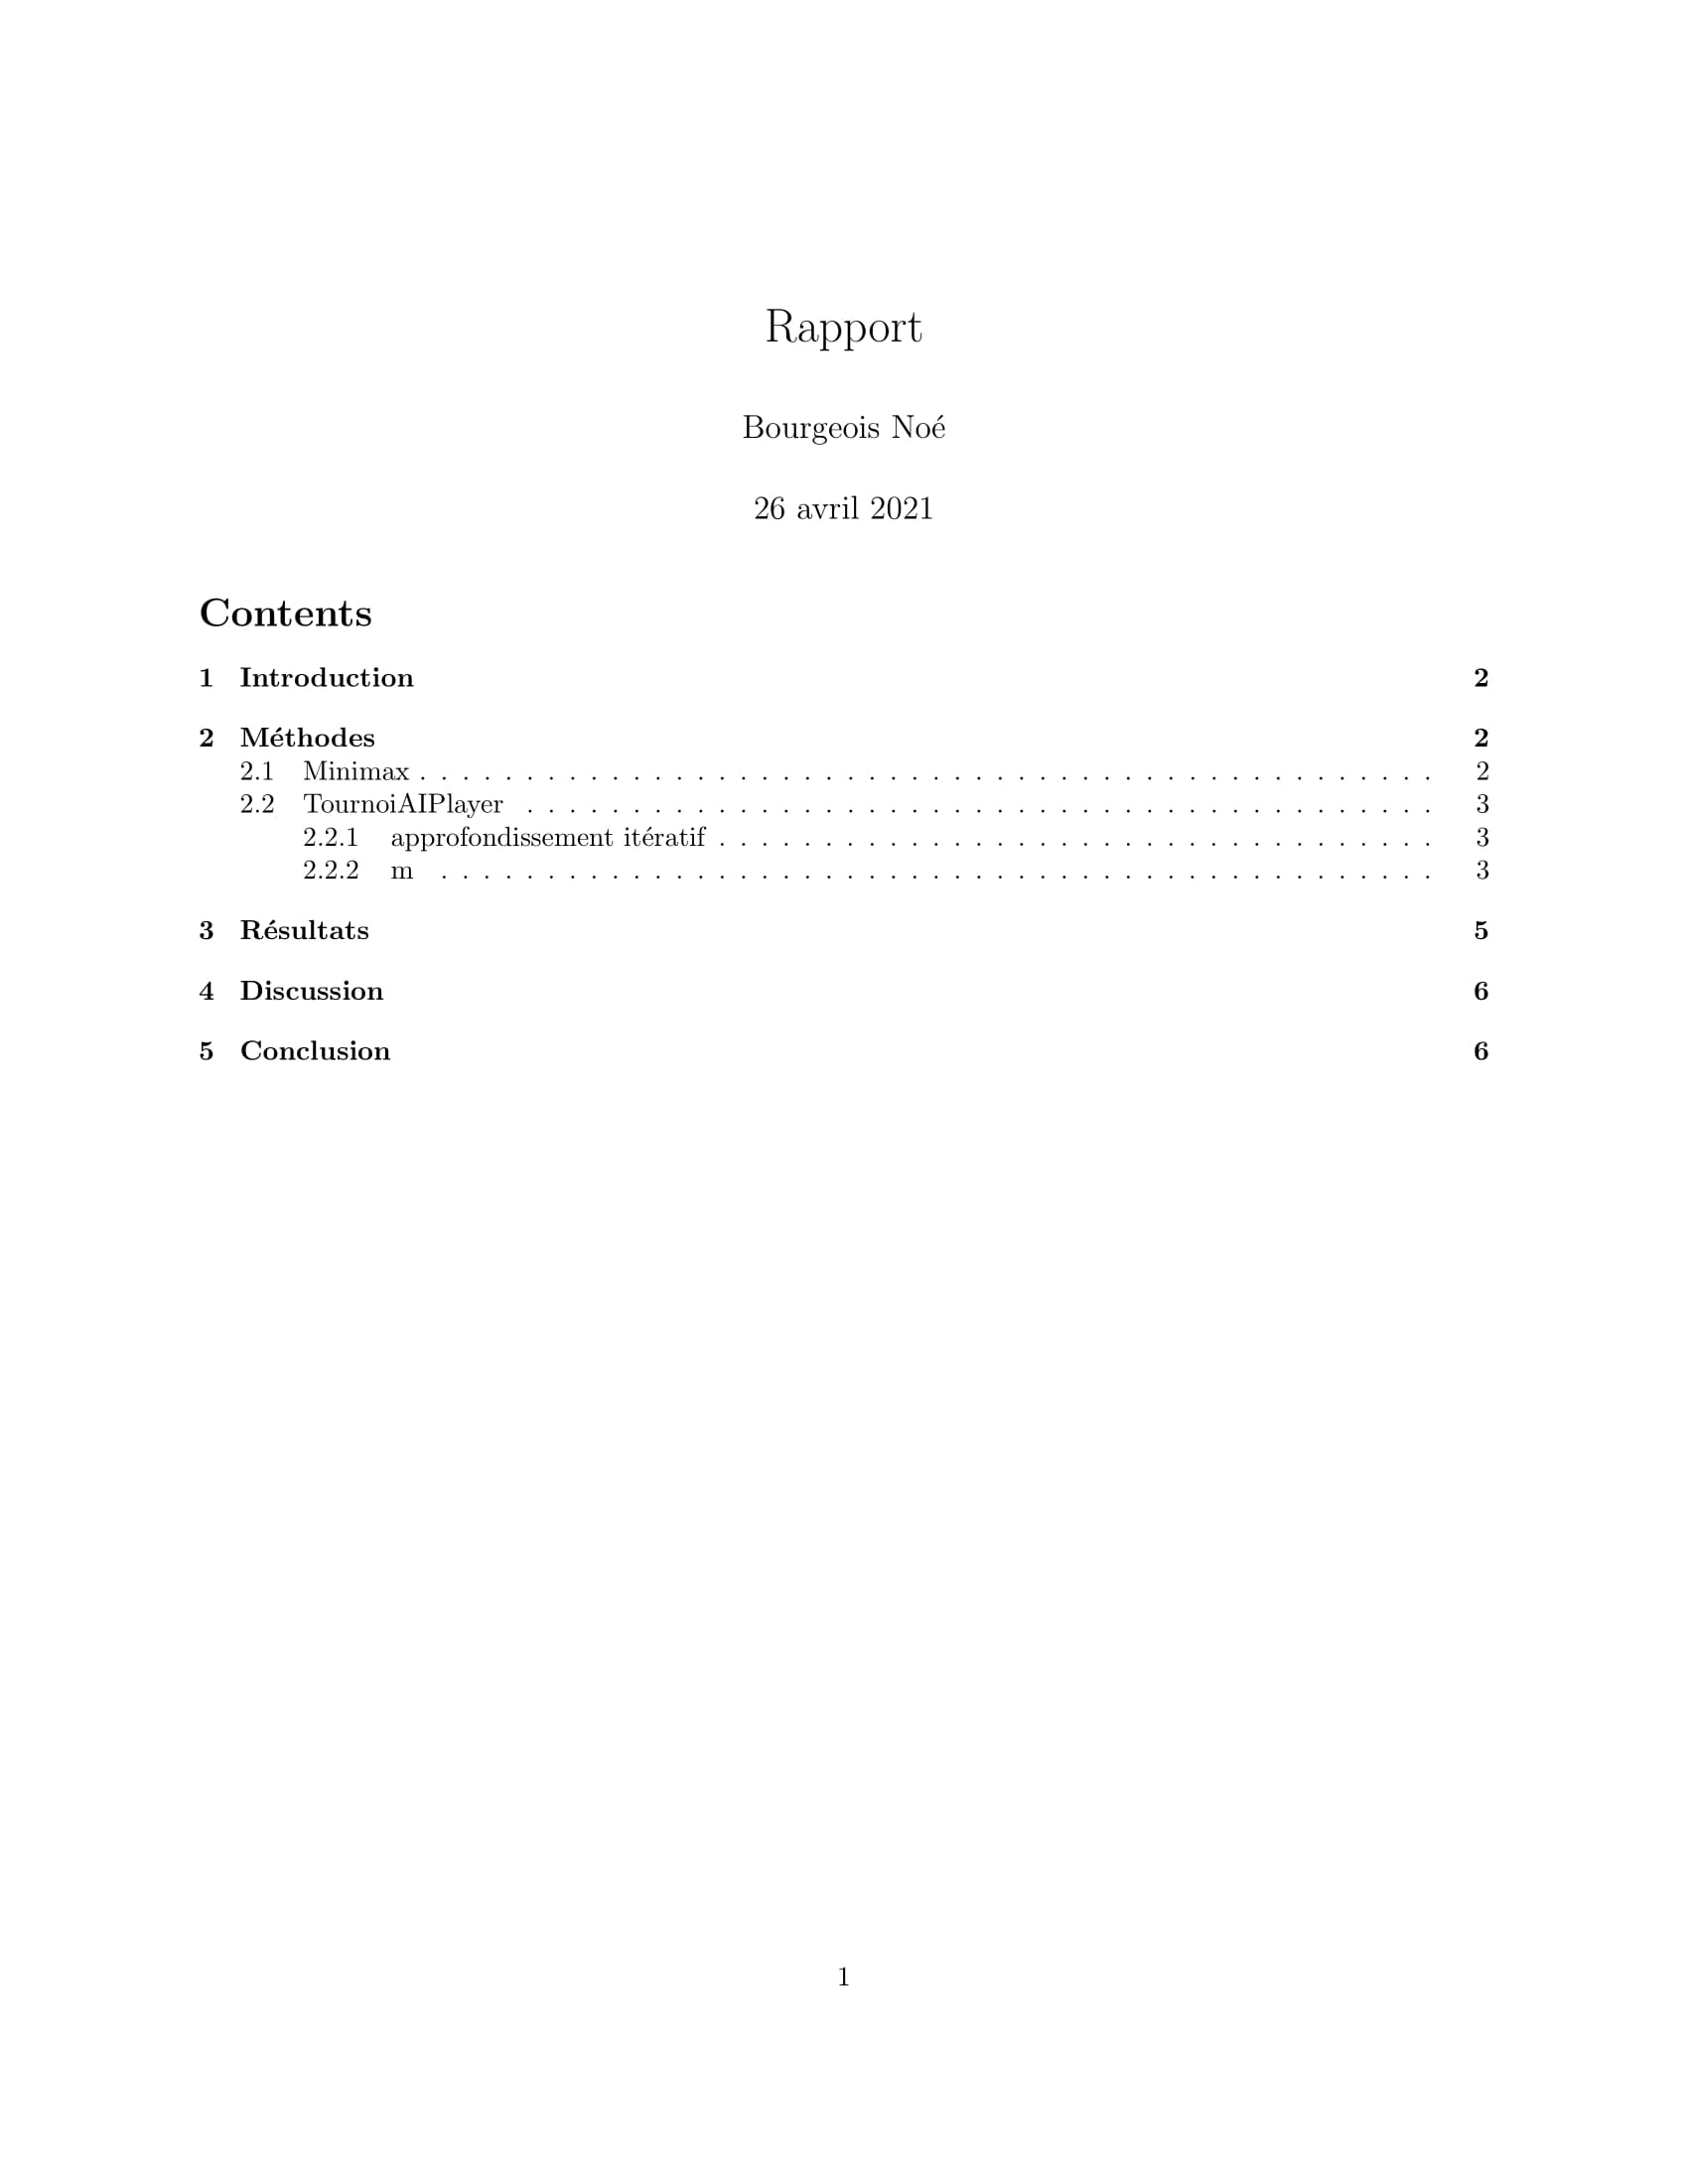 Rapport
Bourgeois Noé
26 avril 2021
Contents
1 Introduction 2
2 Méthodes 2
2.1 Minimax . . . . . . . . . . . . . . . . . . . . . . . . . . . . . . . . . . . . . . . . . . . . . . . . 2
2.2 TournoiAIPlayer . . . . . . . . . . . . . . . . . . . . . . . . . . . . . . . . . . . . . . . . . . . 3
2.2.1 approfondissement itératif . . . . . . . . . . . . . . . . . . . . . . . . . . . . . . . . . . 3
2.2.2 m . . . . . . . . . . . . . . . . . . . . . . . . . . . . . . . . . . . . . . . . . . . . . . . 3
3 Résultats 5
4 Discussion 6
5 Conclusion 6
1